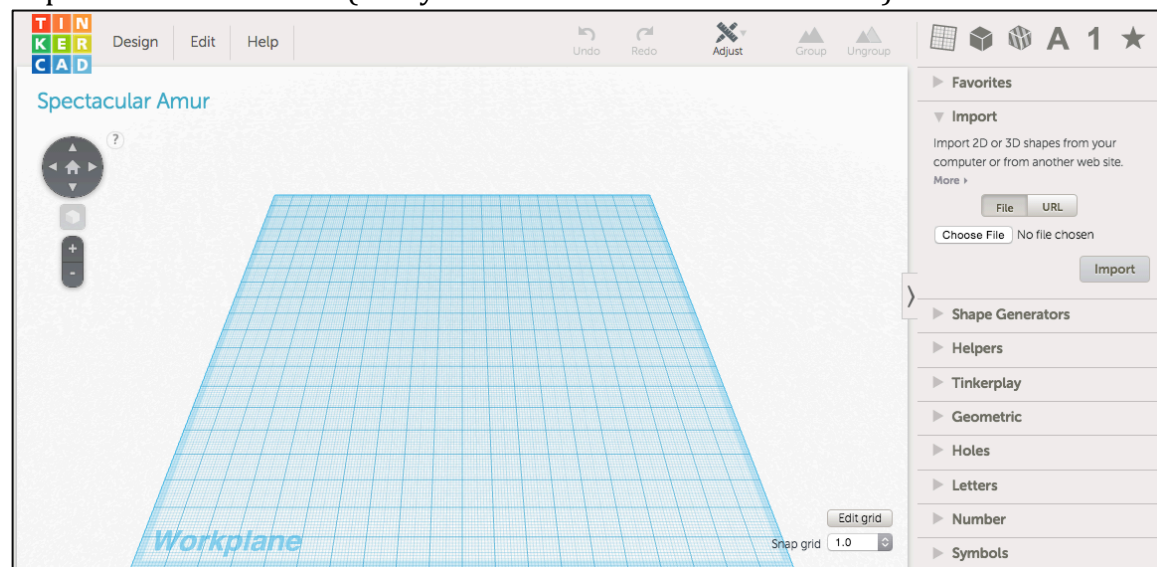 TIN
KER
CAD
Design Edit Help
Undo Redo Adjust Group Ungroup
A 1
Spectacular Amur
?
+
-
Workplane
Edit grid
Snap grid 1.0
Favorites
Import
Import 2D or 3D shapes from your
computer or from another web site.
More
File URL
Choose File No file chosen
Import
Shape Generators
Helpers
Tinkerplay
Geometric
Holes
Letters
Number
Symbols